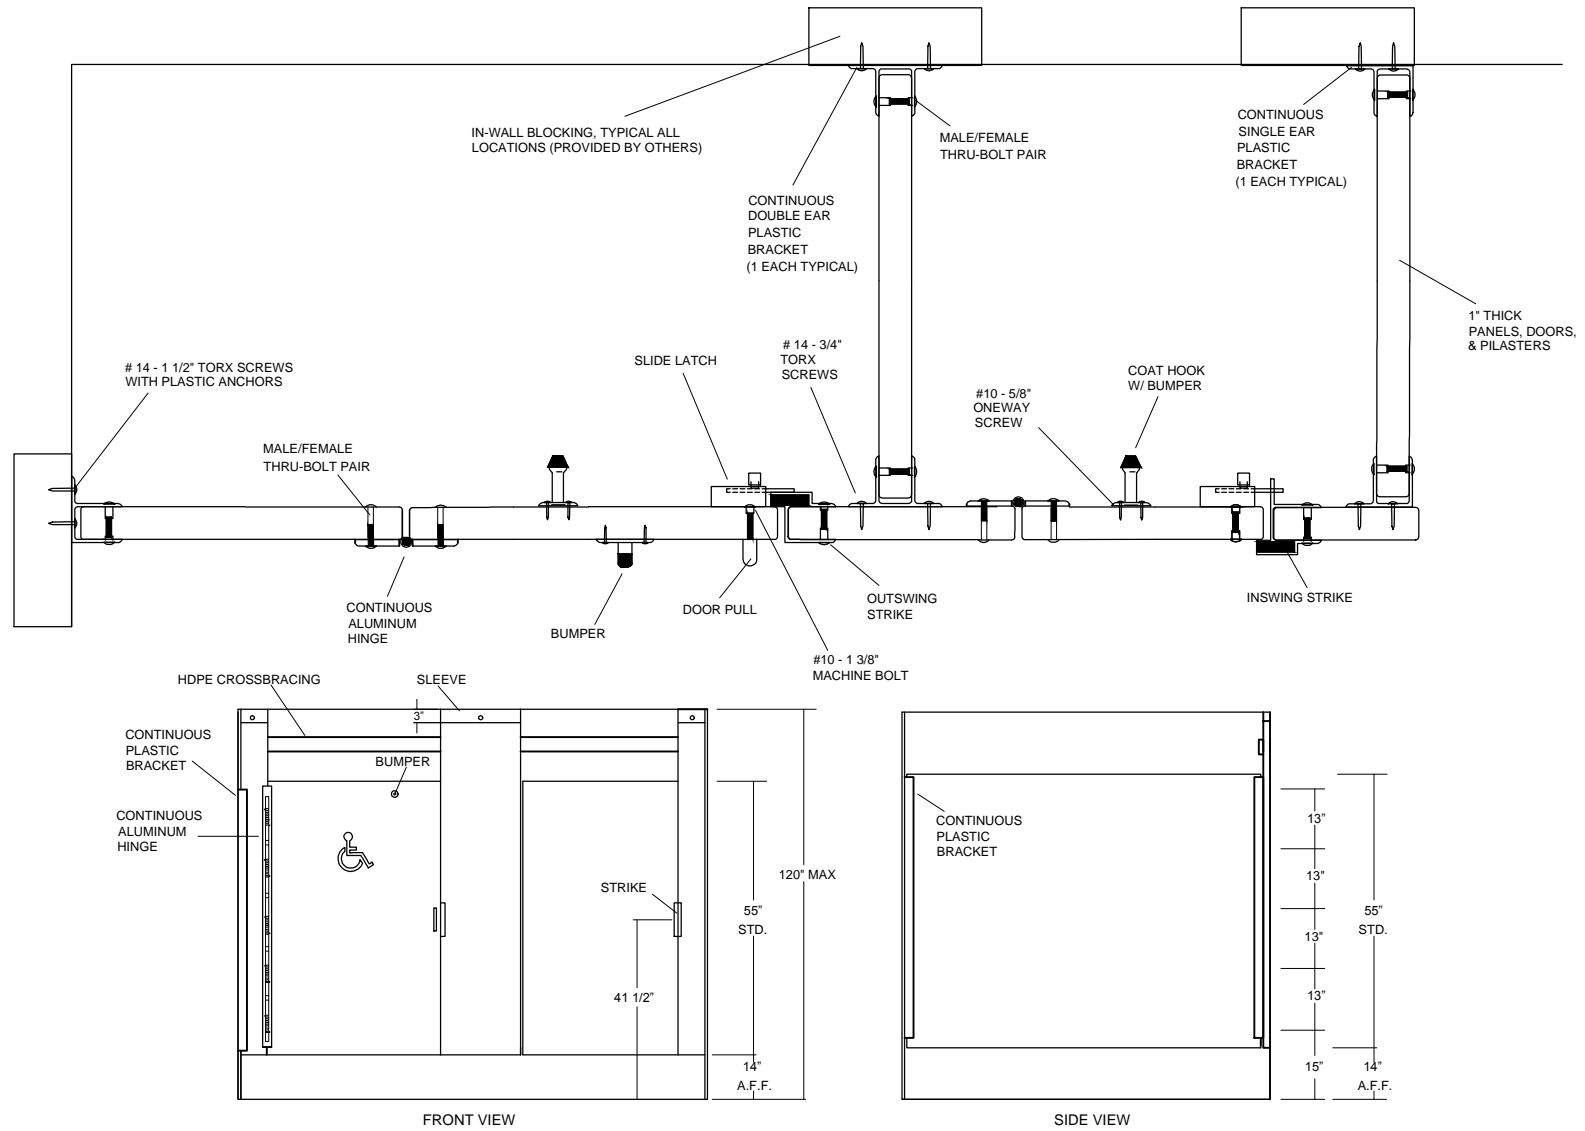 IN-WALL BLOCKING, TYPICAL ALL
LOCATIONS (PROVIDED BY OTHERS)
MALE/FEMALE
THRU-BOLT PAIR
CONTINUOUS
SINGLE EAR
PLASTIC
BRACKET
(1 EACH TYPICAL)
CONTINUOUS
DOUBLE EAR
PLASTIC
BRACKET
(1 EACH TYPICAL)
1" THICK
PANELS, DOORS,
& PILASTERS
# 14 - 1 1/2" TORX SCREWS
WITH PLASTIC ANCHORS
SLIDE LATCH
# 14 - 3/4"
TORX
SCREWS
#10 - 5/8"
ONEWAY
SCREW
COAT HOOK
W/ BUMPER
MALE/FEMALE
THRU-BOLT PAIR
CONTINUOUS
ALUMINUM
HINGE
BUMPER
DOOR PULL
#10 - 1 3/8"
MACHINE BOLT
OUTSWING
STRIKE
INSWING STRIKE
HDPE CROSSBRACING
SLEEVE
3"
CONTINUOUS
PLASTIC
BRACKET
BUMPER
CONTINUOUS
ALUMINUM
HINGE
STRIKE
41 1/2"
120" MAX
55"
STD.
14"
A.F.F.
FRONT VIEW
CONTINUOUS
PLASTIC
BRACKET
13"
13"
13"
13"
15"
55"
STD.
14"
A.F.F.
SIDE VIEW